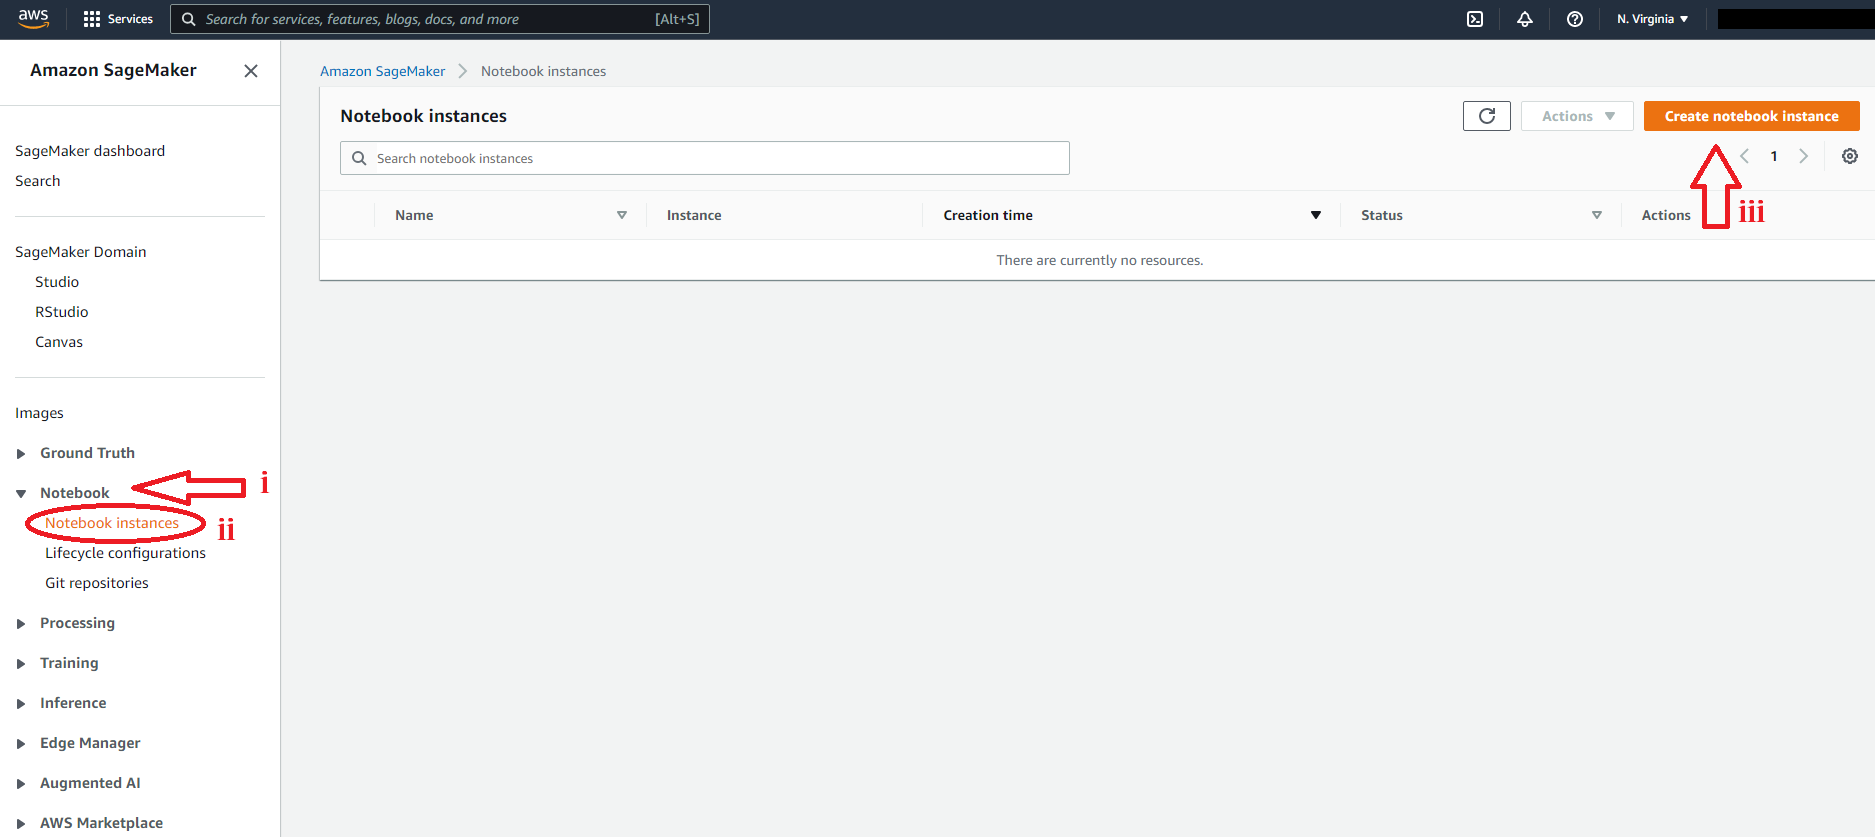 aws
Services
Search for services, features, blogs, docs, and more
[Alt+S]
N. Virginia
Amazon SageMaker
SageMaker dashboard
Search
SageMaker Domain
Studio
RStudio
Canvas
Images
Ground Truth
Notebook
i
Notebook instances
ii
Lifecycle configurations
Git repositories
Processing
Training
Inference
Edge Manager
Augmented AI
AWS Marketplace
Amazon SageMaker
Notebook instances
Notebook instances
Actions
Create notebook instance
Search notebook instances
1
Name
Instance
Creation time
Status
Actions
iii
There are currently no resources.